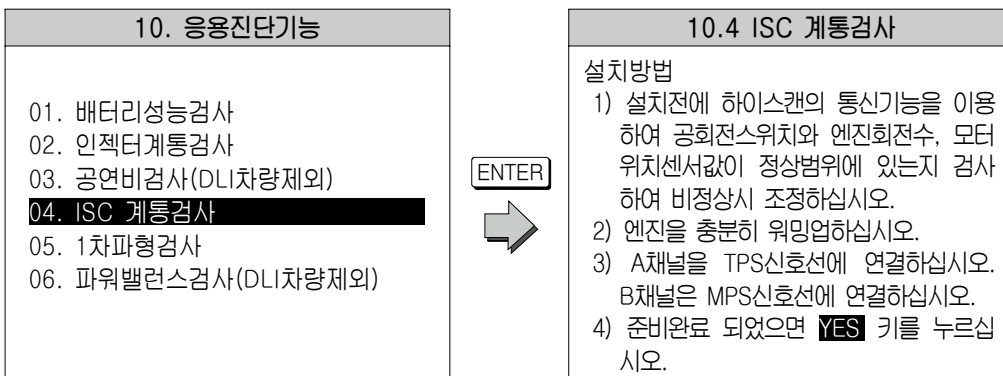 10. 응용진단기능
01. 배터리성능검사
02. 인젝터계통검사
03. 공연비검사(DLI차량제외)
04. ISC 계통검사
05. 1차파형검사
06. 파워밸런스검사(DLI차량제외)
ENTER
10.4 ISC 계통검사
설치방법
1) 설치전에 하이스캔의 통신기능을 이용
하여 공회전스위치와 엔진회전수, 모터
위치센서값이 정상범위에 있는지 검사
하여 비정상시 조정하십시오.
2) 엔진을 충분히 워밍업하십시오.
3) A채널을 TPS신호선에 연결하십시오.
B채널은 MPS신호선에 연결하십시오.
4) 준비완료 되었으면 YES 키를 누르십
시오.